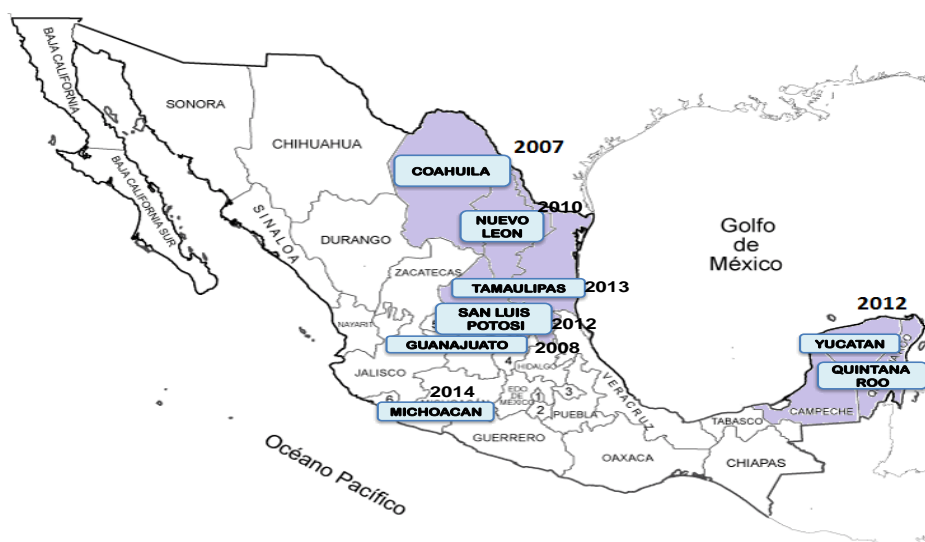 BAJA CALIFORNIA
SONORA
CHIHUAHUA
2007
COAHUILA
BAJA CALIFORNIA SUR
SINALOA
2010
NUEVO
LEON
DURANGO
Golfo
de
México
ZACATECAS
TAMAULIPAS
2013
2012
SAN LUIS
POTOSI
2012
NAYARIT
YUCATAN
GUANAJUATO
2008
4
HIDALGO
JALISCO
QUINTANA
ROO
2014
6
EDO
DE
MEXICO
1
3
2
MICHOACAN
PUEBLA
VERACRUZ
CAMPECHE
TABASCO
GUERRERO
OAXACA
CHIAPAS
Océano Pacífico